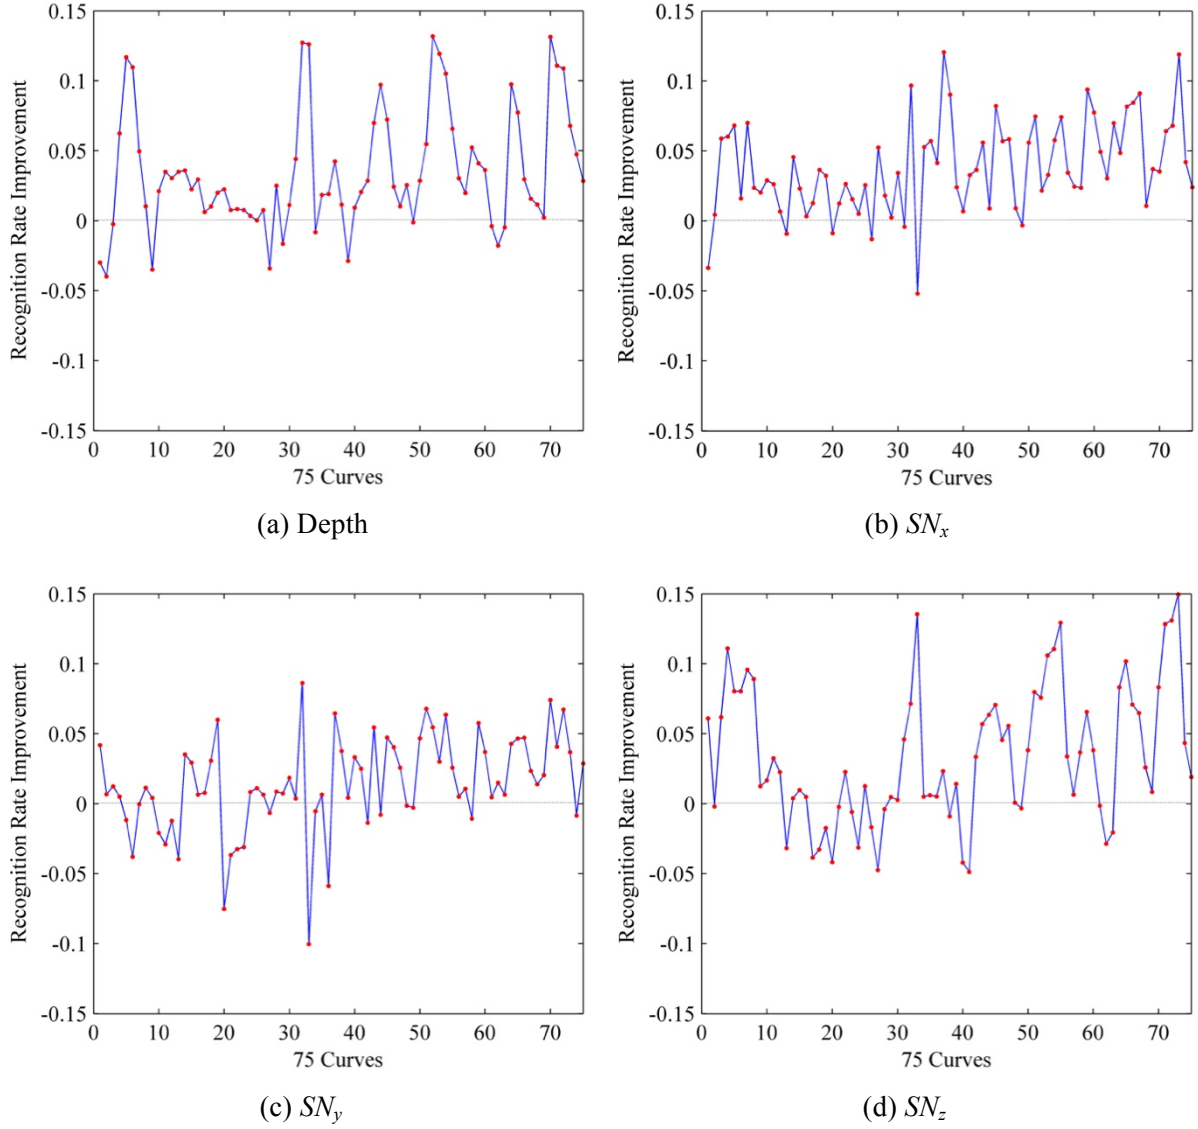 0.15
0.1
0.05
0
-0.05
-0.1
-0.15
0 10 20 30 40 50 60 70
Recognition Rate Improvement
75 Curves
(a) Depth
0.15
0.1
0.05
0
-0.05
-0.1
-0.15
0 10 20 30 40 50 60 70
Recognition Rate Improvement
75 Curves
(b) SNx
0.15
0.1
0.05
0
-0.05
-0.1
-0.15
0 10 20 30 40 50 60 70
Recognition Rate Improvement
75 Curves
(c) SNy
0.15
0.1
0.05
0
-0.05
-0.1
-0.15
0 10 20 30 40 50 60 70
Recognition Rate Improvement
75 Curves
(d) SNz